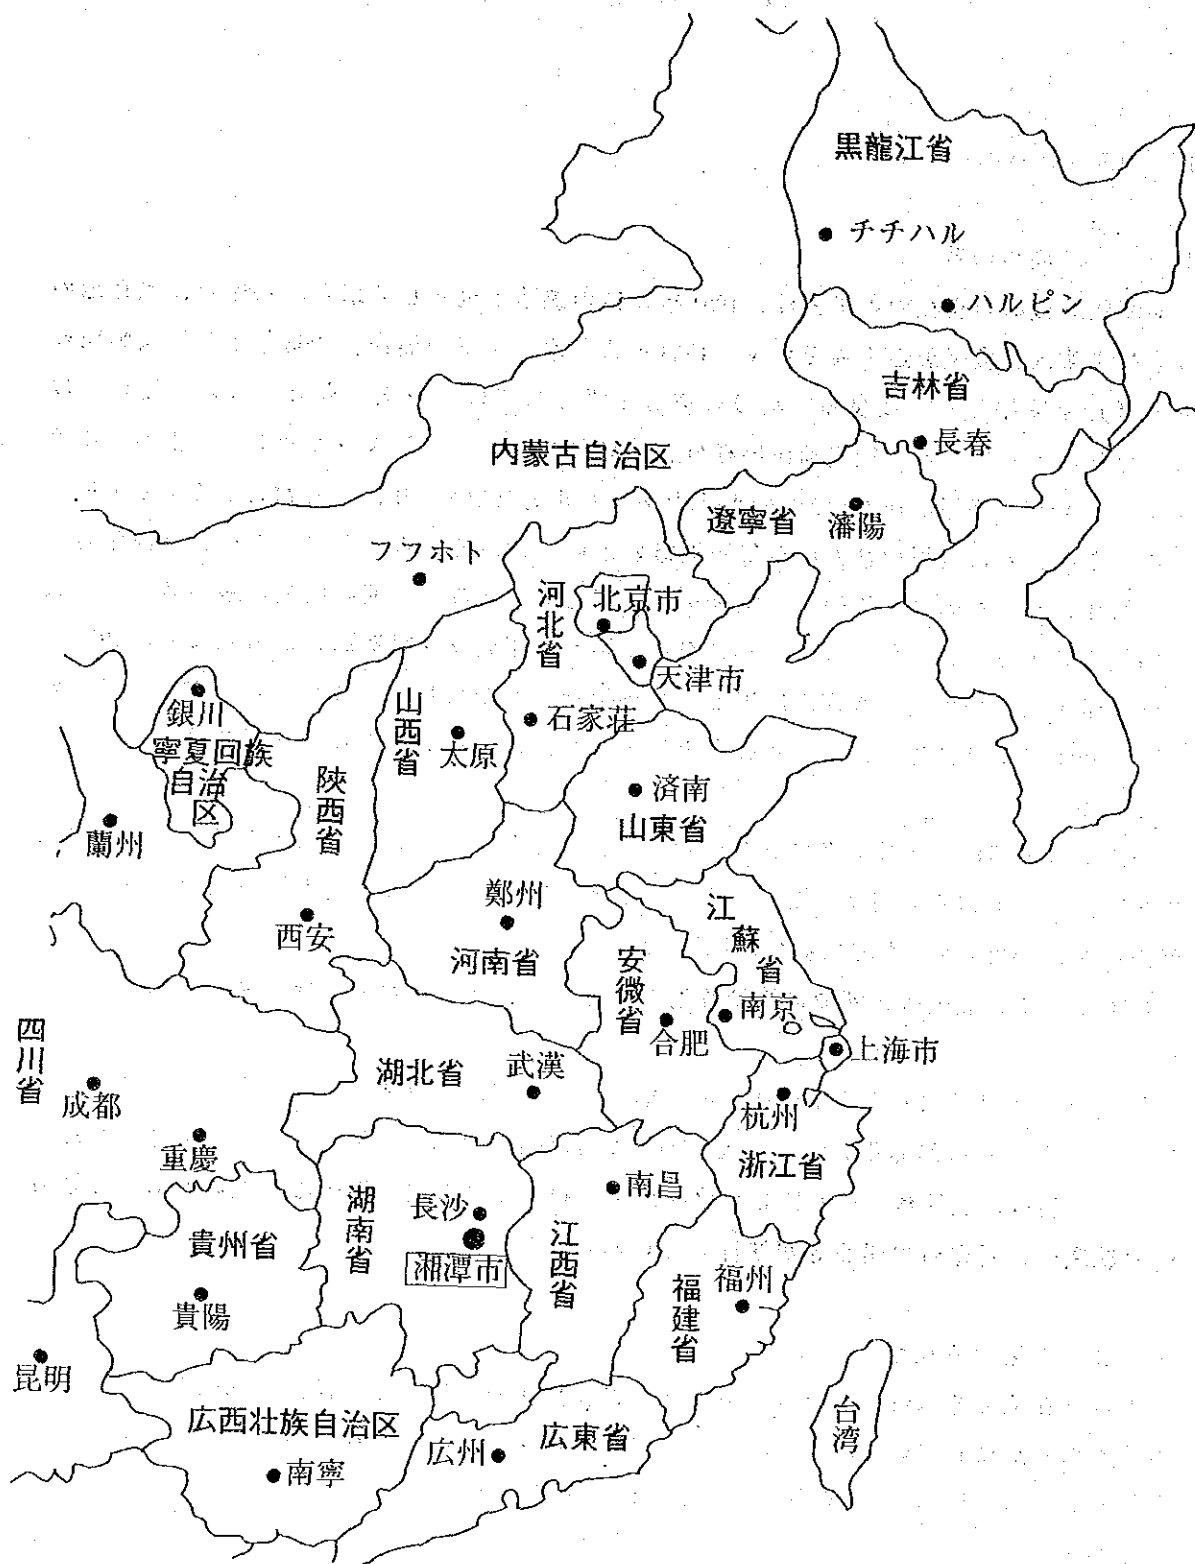 黒龍江省
チチハル
ハルピン
吉林省
長春
内蒙古自治区
遼寧省
瀋陽
フフホト
河北省
北京市
天津市
石家荘
山西省
太原
銀川
寧夏回族
自治
区
陝西省
蘭州
済南
山東省
鄭州
河南省
西安
江蘇省
南京
安微省
合肥
上海市
四川省
成都
重慶
湖北省
武漢
杭州
浙江省
南昌
江西省
湖南省
長沙
湘潭市
貴州省
貴陽
福州
福建省
昆明
広西壮族自治区
南寧
広州
広東省
台湾